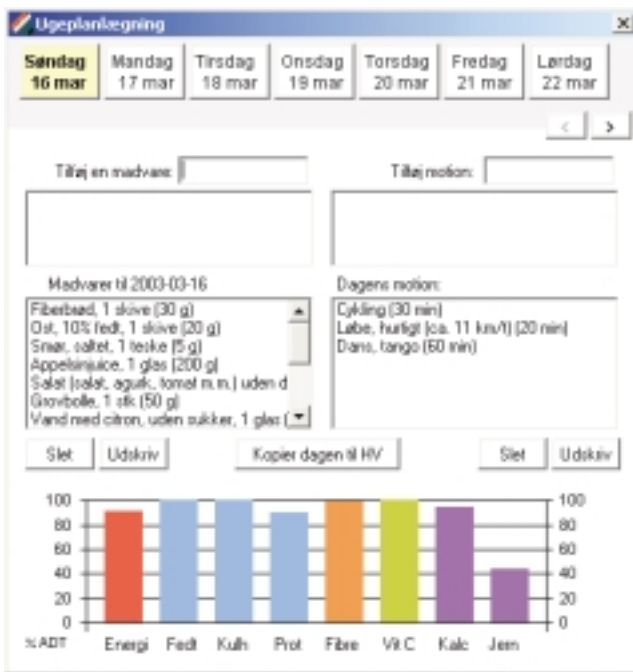 Ugeplanlægning
Søndag Mandag Tirsdag Onsdag Torsdag Fredag Lørdag
16 mar 17 mar 18 mar 19 mar 20 mar 21 mar 22 mar
< >
Tilføj en madvare: Tilføj motion:
Madvarer til 2003-03-16 Dagens motion:
Fiberbrød, 1 skive (30 g) Cykling (30 min)
Ost, 10% fedt, 1 skive (20 g) Løbe, hurtigt (ca. 11 km/t) (20 min)
Smør, saltet, 1 teske (5 g) Dans, tango (60 min)
Appelsinjuice, 1 glas (200 g)
Salat (salat, agurk, tomat m.m.) uden d
Grovbolle, 1 stk (50 g)
Vand med citron, uden sukker, 1 glas (
Slet Udskriv Kopier dagen til HV Slet Udskriv
100 100
80 80
60 60
40 40
20 20
0 0
% ADT Energi Fedt Kulh Prot Fibre Vit C Kalc Jern